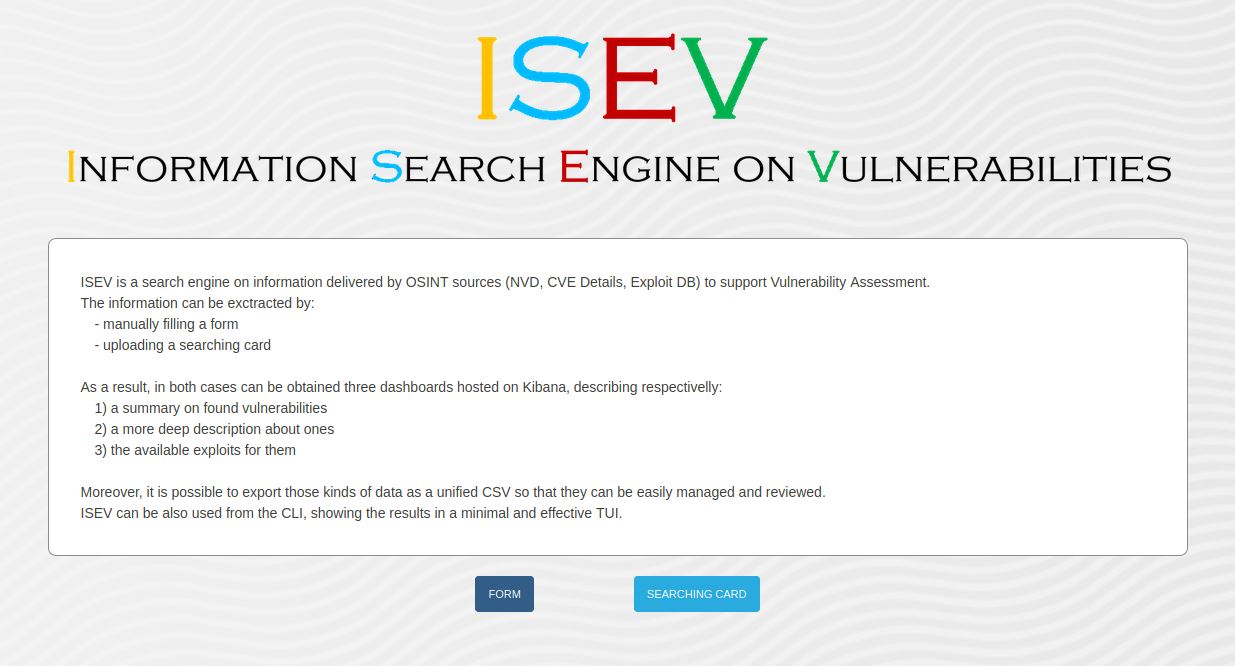 ISEV
INFORMATION SEARCH ENGINE ON VULNERABILITIES
ISEV is a search engine on information delivered by OSINT sources (NVD, CVE Details, Exploit DB) to support Vulnerability Assessment.
The information can be exctracted by:
- manually filling a form
- uploading a searching card
As a result, in both cases can be obtained three dashboards hosted on Kibana, describing respectivelly:
1) a summary on found vulnerabilities
2) a more deep description about ones
3) the available exploits for them
Moreover, it is possible to export those kinds of data as a unified CSV so that they can be easily managed and reviewed.
ISEV can be also used from the CLI, showing the results in a minimal and effective TUI.
FORM
SEARCHING CARD